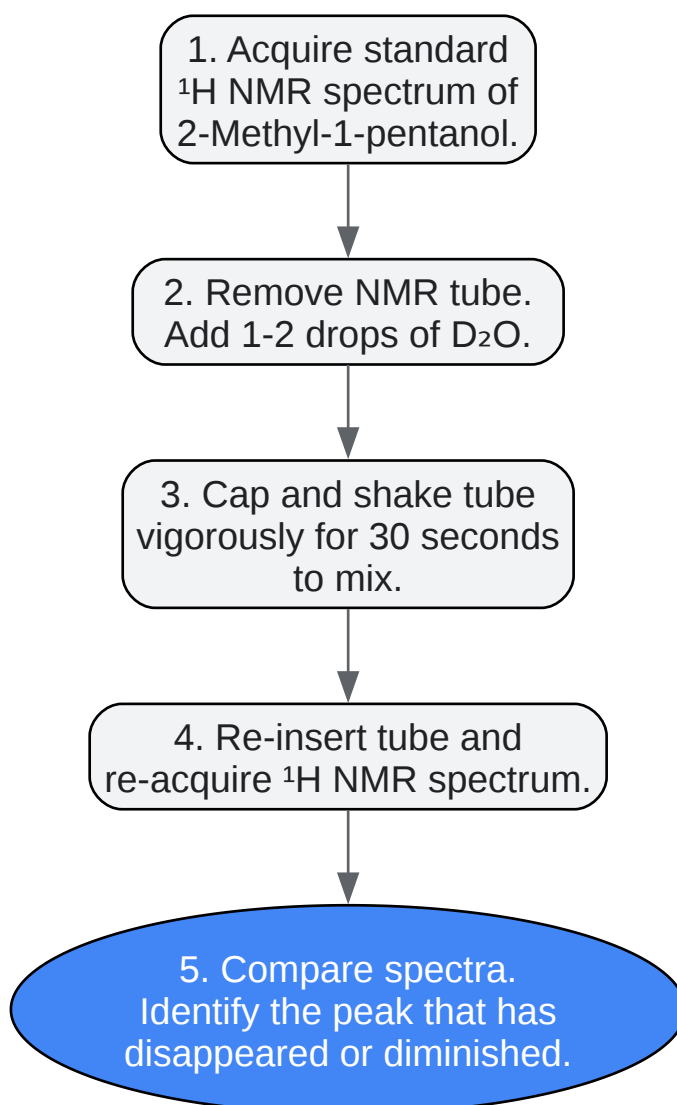 1. Acquire standard
¹H NMR spectrum of
2-Methyl-1-pentanol.
2. Remove NMR tube.
Add 1-2 drops of D₂O.
3. Cap and shake tube
vigorously for 30 seconds
to mix.
4. Re-insert tube and
re-acquire ¹H NMR spectrum.
5. Compare spectra.
Identify the peak that has
disappeared or diminished.